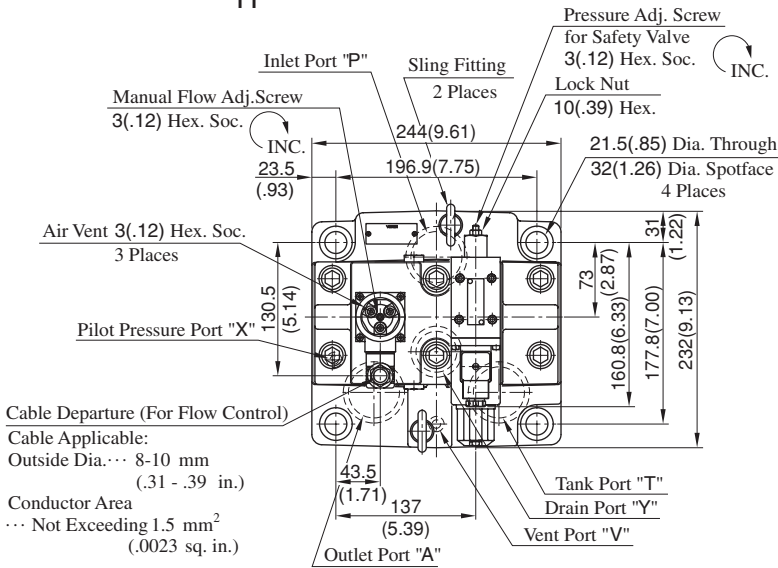 Pressure Adj. Screw
for Safety Valve
3(.12) Hex. Soc.
INC.
Inlet Port "P"
Sling Fitting
2 Places
Lock Nut
10(.39) Hex.
Manual Flow Adj.Screw
3(.12) Hex. Soc.
INC.
244(9.61)
21.5(.85) Dia. Through
32(1.26) Dia. Spotface
4 Places
23.5
(.93)
196.9(7.75)
Air Vent 3(.12) Hex. Soc.
3 Places
31
(1.22)
130.5
(5.14)
73
(2.87)
160.8(6.33)
177.8(7.00)
232(9.13)
Pilot Pressure Port "X"
Cable Departure (For Flow Control)
Cable Applicable:
Outside Dia.··· 8-10 mm
(.31 - .39 in.)
Conductor Area
··· Not Exceeding 1.5 mm²
(.0023 sq. in.)
43.5
(1.71)
137
(5.39)
Tank Port "T"
Drain Port "Y"
Vent Port "V"
Outlet Port "A"